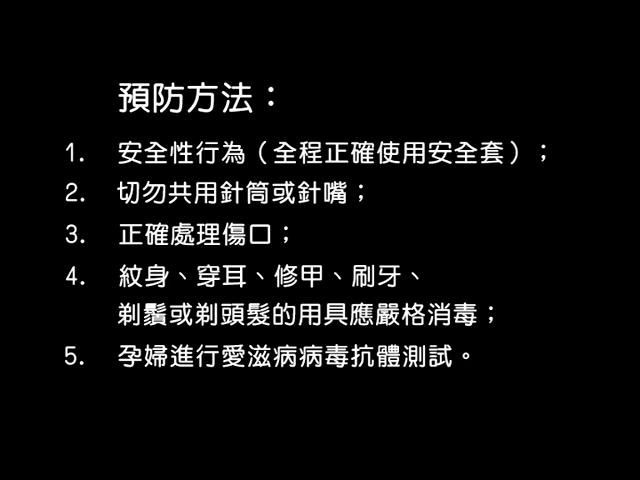 預防方法：
1. 安全性行為（全程正確使用安全套）；
2. 切勿共用針筒或針嘴；
3. 正確處理傷口；
4. 紋身、穿耳、修甲、刷牙、
剃鬚或剃頭髮的用具應嚴格消毒；
5. 孕婦進行愛滋病病毒抗體測試。